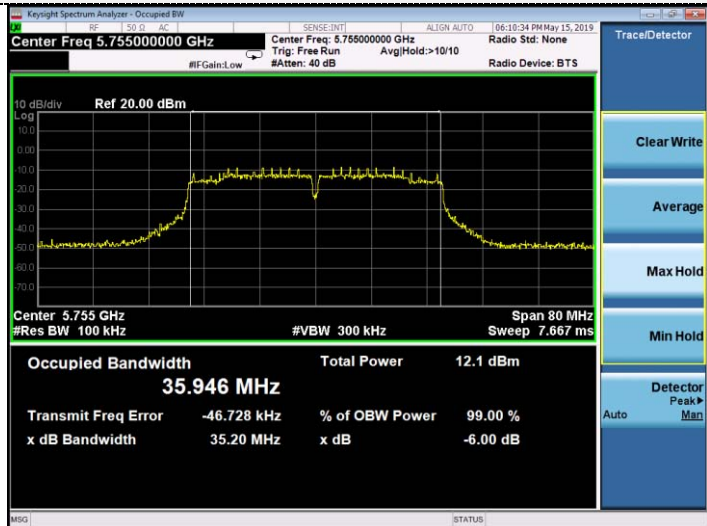 Keysight Spectrum Analyzer - Occupied BW
RF 50 Ω AC SENSE:INT ALIGN AUTO 06:10:34 PM May 15, 2019
Center Freq 5.755000000 GHz Center Freq: 5.755000000 GHz Radio Std: None Trace/Detector
Trig: Free Run Avg|Hold:>10/10
#IFGain:Low #Atten: 40 dB Radio Device: BTS
10 dB/div Ref 20.00 dBm
Log
10.0
0.00
-10.0
-20.0
-30.0
-40.0
-50.0
-60.0
-70.0
Clear Write
Average
Max Hold
Min Hold
Center 5.755 GHz Span 80 MHz
#Res BW 100 kHz #VBW 300 kHz Sweep 7.667 ms
Occupied Bandwidth Total Power 12.1 dBm
35.946 MHz
Transmit Freq Error -46.728 kHz % of OBW Power 99.00 %
x dB Bandwidth 35.20 MHz x dB -6.00 dB
Detector
Peak▶
Auto Man
MSG STATUS